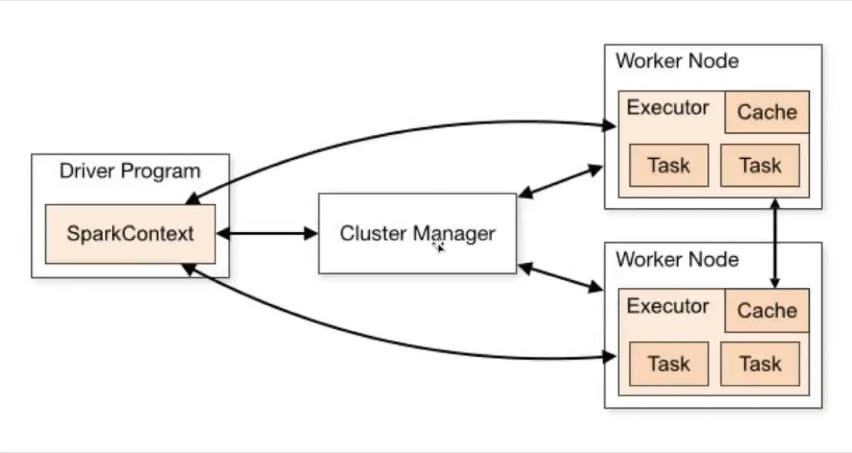 Driver Program
SparkContext
Cluster Manager
Worker Node
Executor
Cache
Task
Task
Worker Node
Executor
Cache
Task
Task